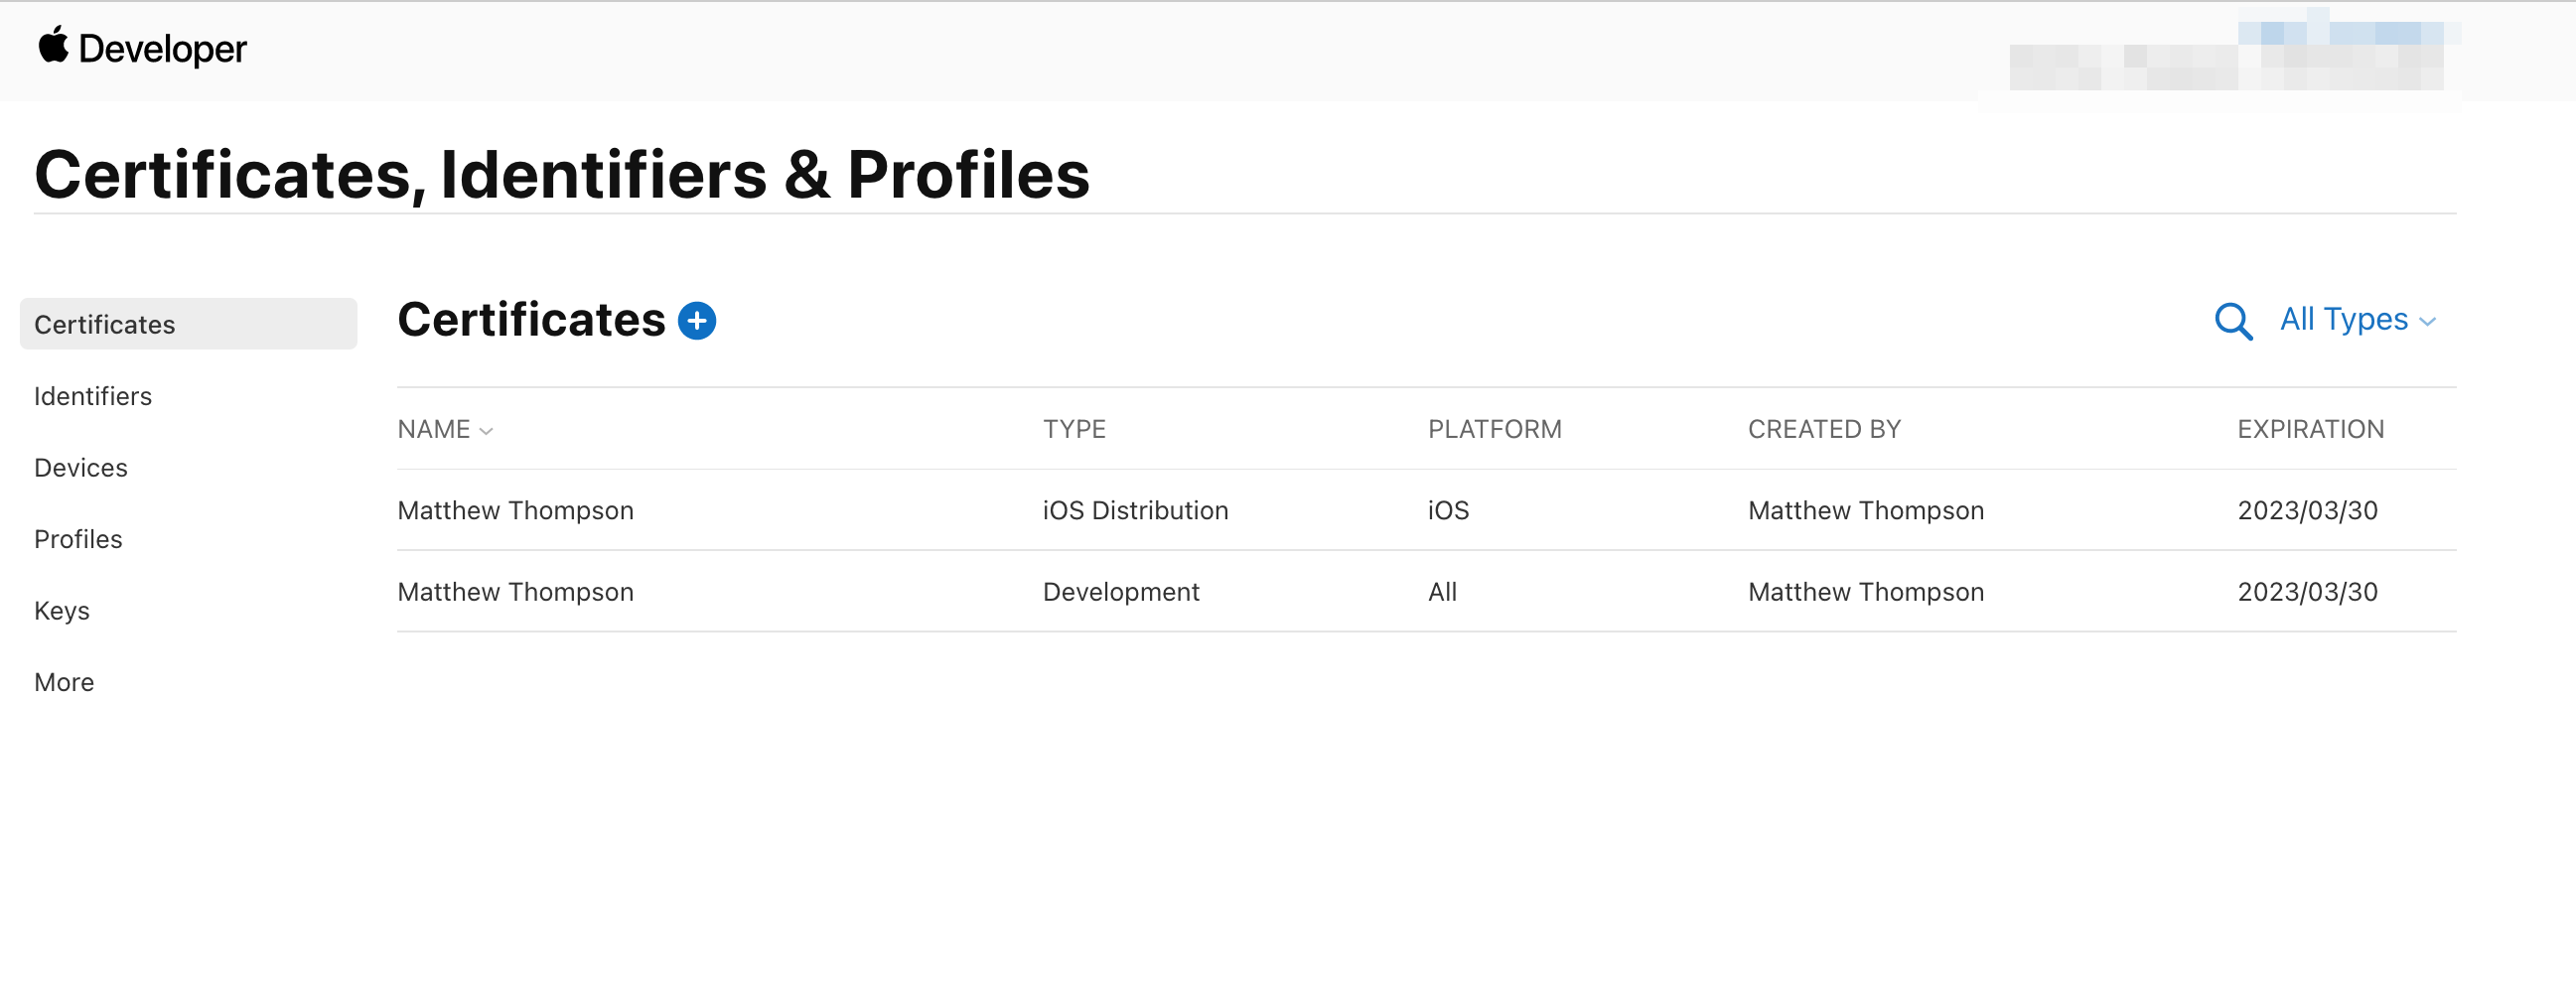 Developer
Certificates, Identifiers & Profiles
Certificates
Identifiers
Devices
Profiles
Keys
More
Certificates
All Types
NAME TYPE PLATFORM CREATED BY EXPIRATION
Matthew Thompson iOS Distribution iOS Matthew Thompson 2023/03/30
Matthew Thompson Development All Matthew Thompson 2023/03/30